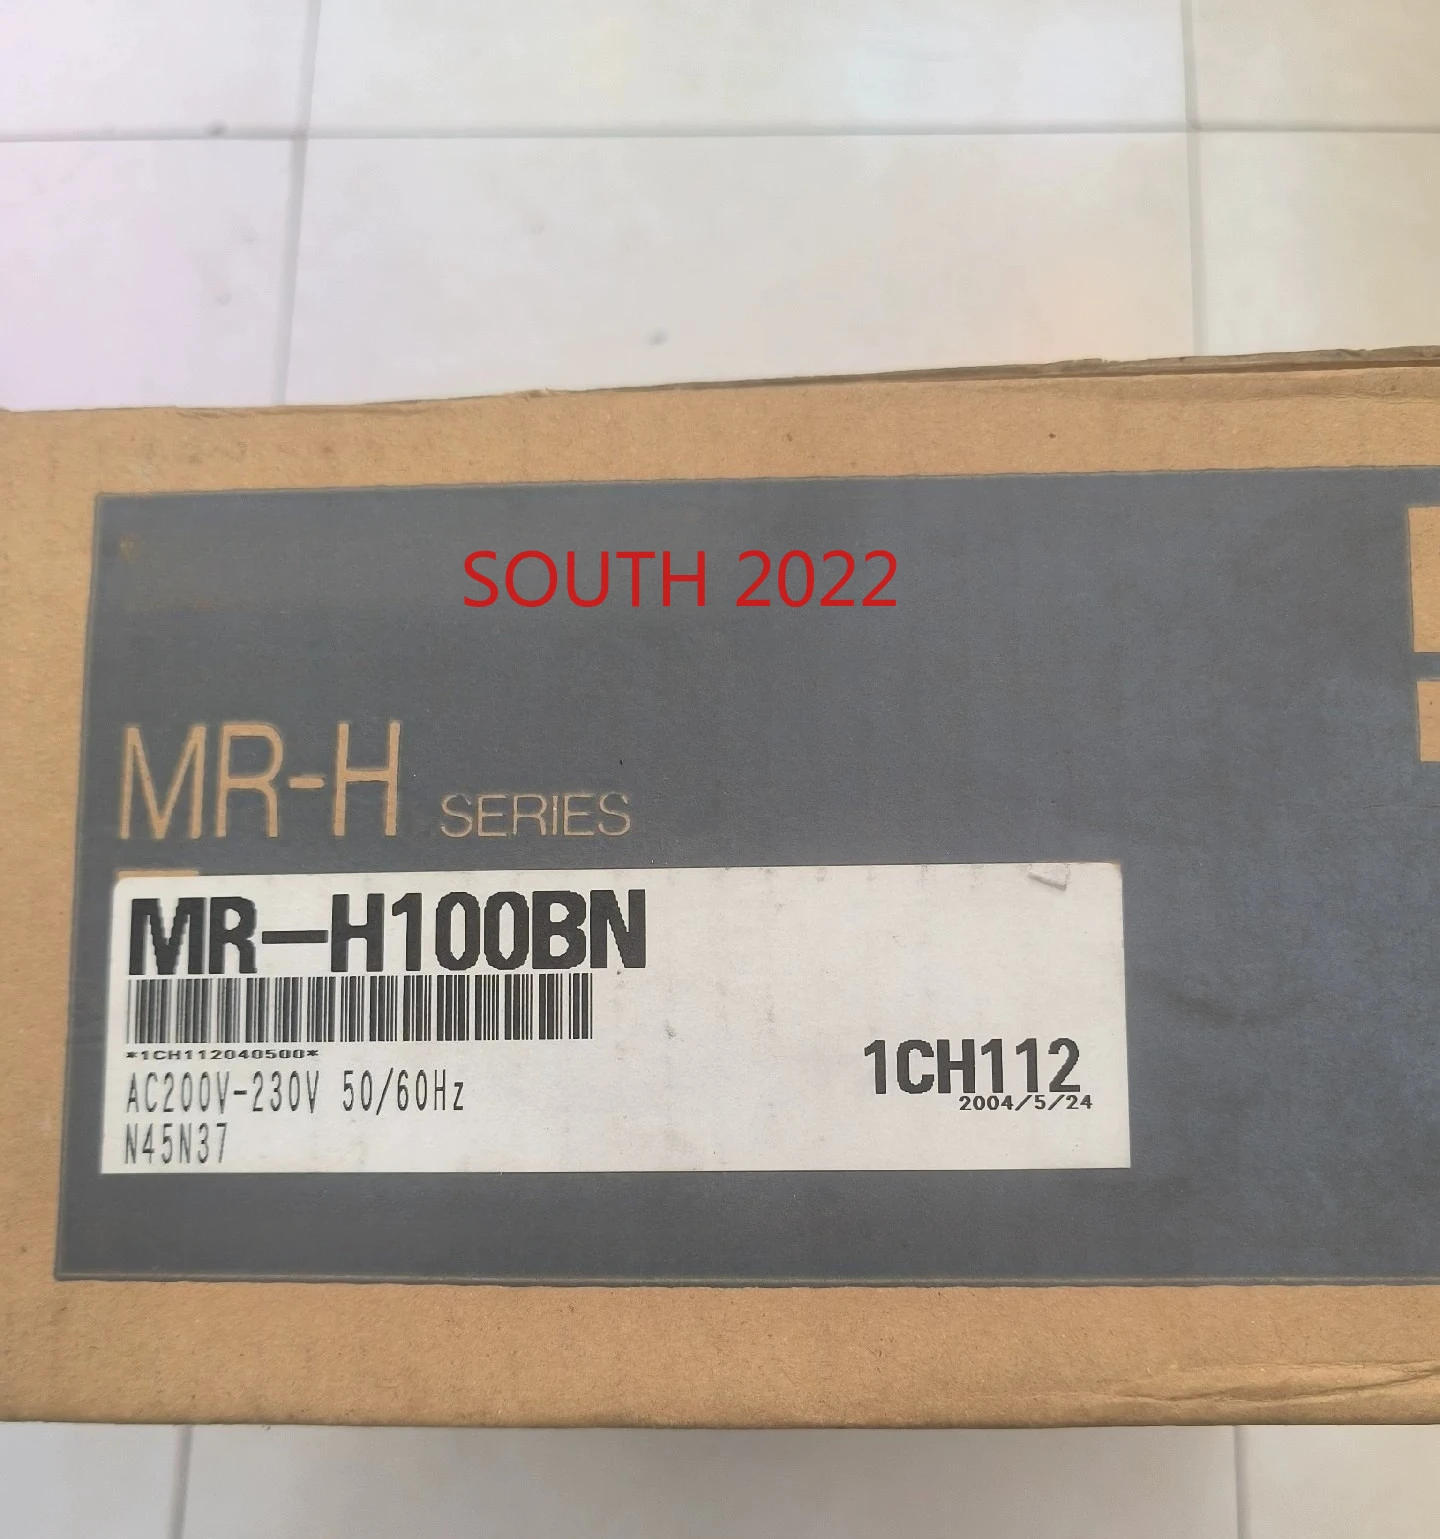 SOUTH 2022
MR-H SERIES
MR-H100BN
*1CH112040500*
AC200V-230V 50/60Hz
1CH112
2004/5/24
N45N37